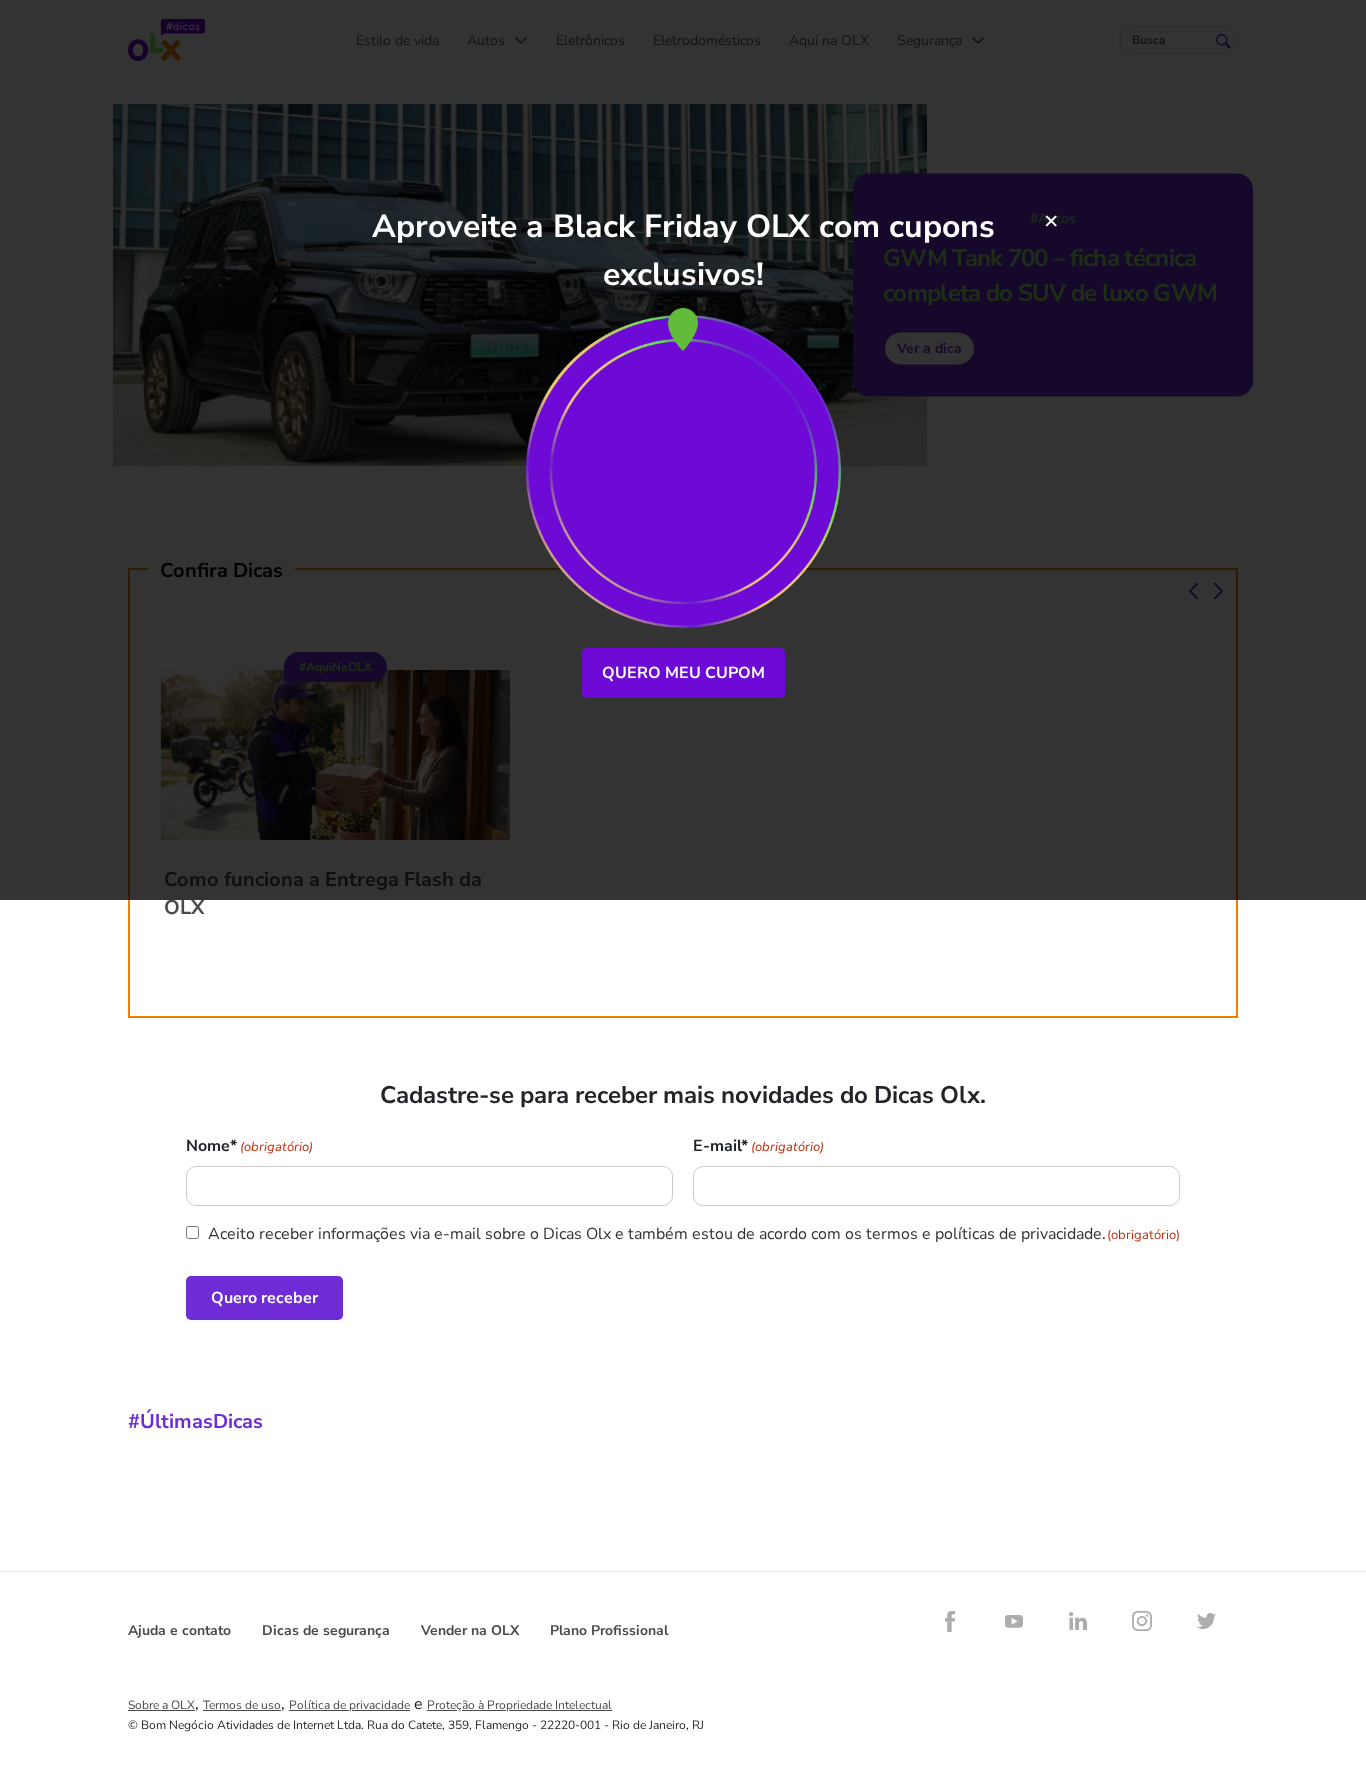 #dicas
OLX
Estilo de vida
Autos
Eletrônicos
Eletrodomésticos
Aqui na OLX
Segurança
Busca
Aproveite a Black Friday OLX com cupons
exclusivos!
GWM Tank 700 – ficha técnica
completa do SUV de luxo GWM
Ver a dica
QUERO MEU CUPOM
Confira Dicas
#AquiNaOLX
Como funciona a Entrega Flash da
OLX
Cadastre-se para receber mais novidades do Dicas Olx.
Nome* (obrigatório)
E-mail* (obrigatório)
Aceito receber informações via e-mail sobre o Dicas Olx e também estou de acordo com os termos e políticas de privacidade.(obrigatório)
Quero receber
#ÚltimasDicas
Ajuda e contato
Dicas de segurança
Vender na OLX
Plano Profissional
Sobre a OLX, Termos de uso, Política de privacidade e Proteção à Propriedade Intelectual
© Bom Negócio Atividades de Internet Ltda. Rua do Catete, 359, Flamengo - 22220-001 - Rio de Janeiro, RJ